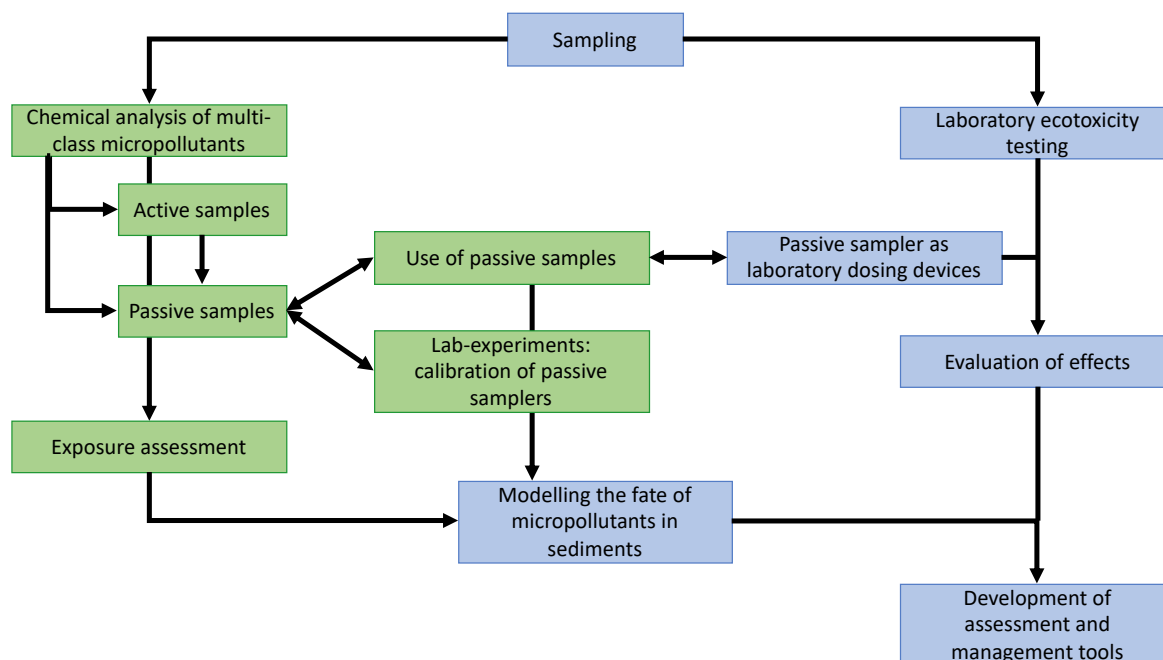 Sampling
Chemical analysis of multi-
class micropollutants
Laboratory ecotoxicity
testing
Active samples
Use of passive samples
Passive sampler as
laboratory dosing devices
Passive samples
Lab-experiments:
calibration of passive
samplers
Evaluation of effects
Exposure assessment
Modelling the fate of
micropollutants in
sediments
Development of
assessment and
management tools